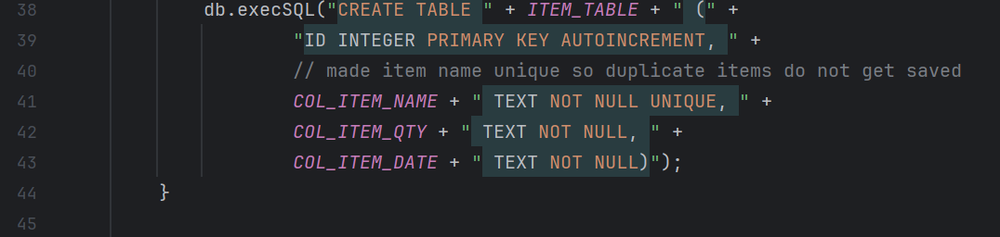 38 db.execSQL("CREATE TABLE " + ITEM_TABLE + " (" +
39 "ID INTEGER PRIMARY KEY AUTOINCREMENT, " +
40 // made item name unique so duplicate items do not get saved
41 COL_ITEM_NAME + " TEXT NOT NULL UNIQUE, " +
42 COL_ITEM_QTY + " TEXT NOT NULL, " +
43 COL_ITEM_DATE + " TEXT NOT NULL)");
44 }
45